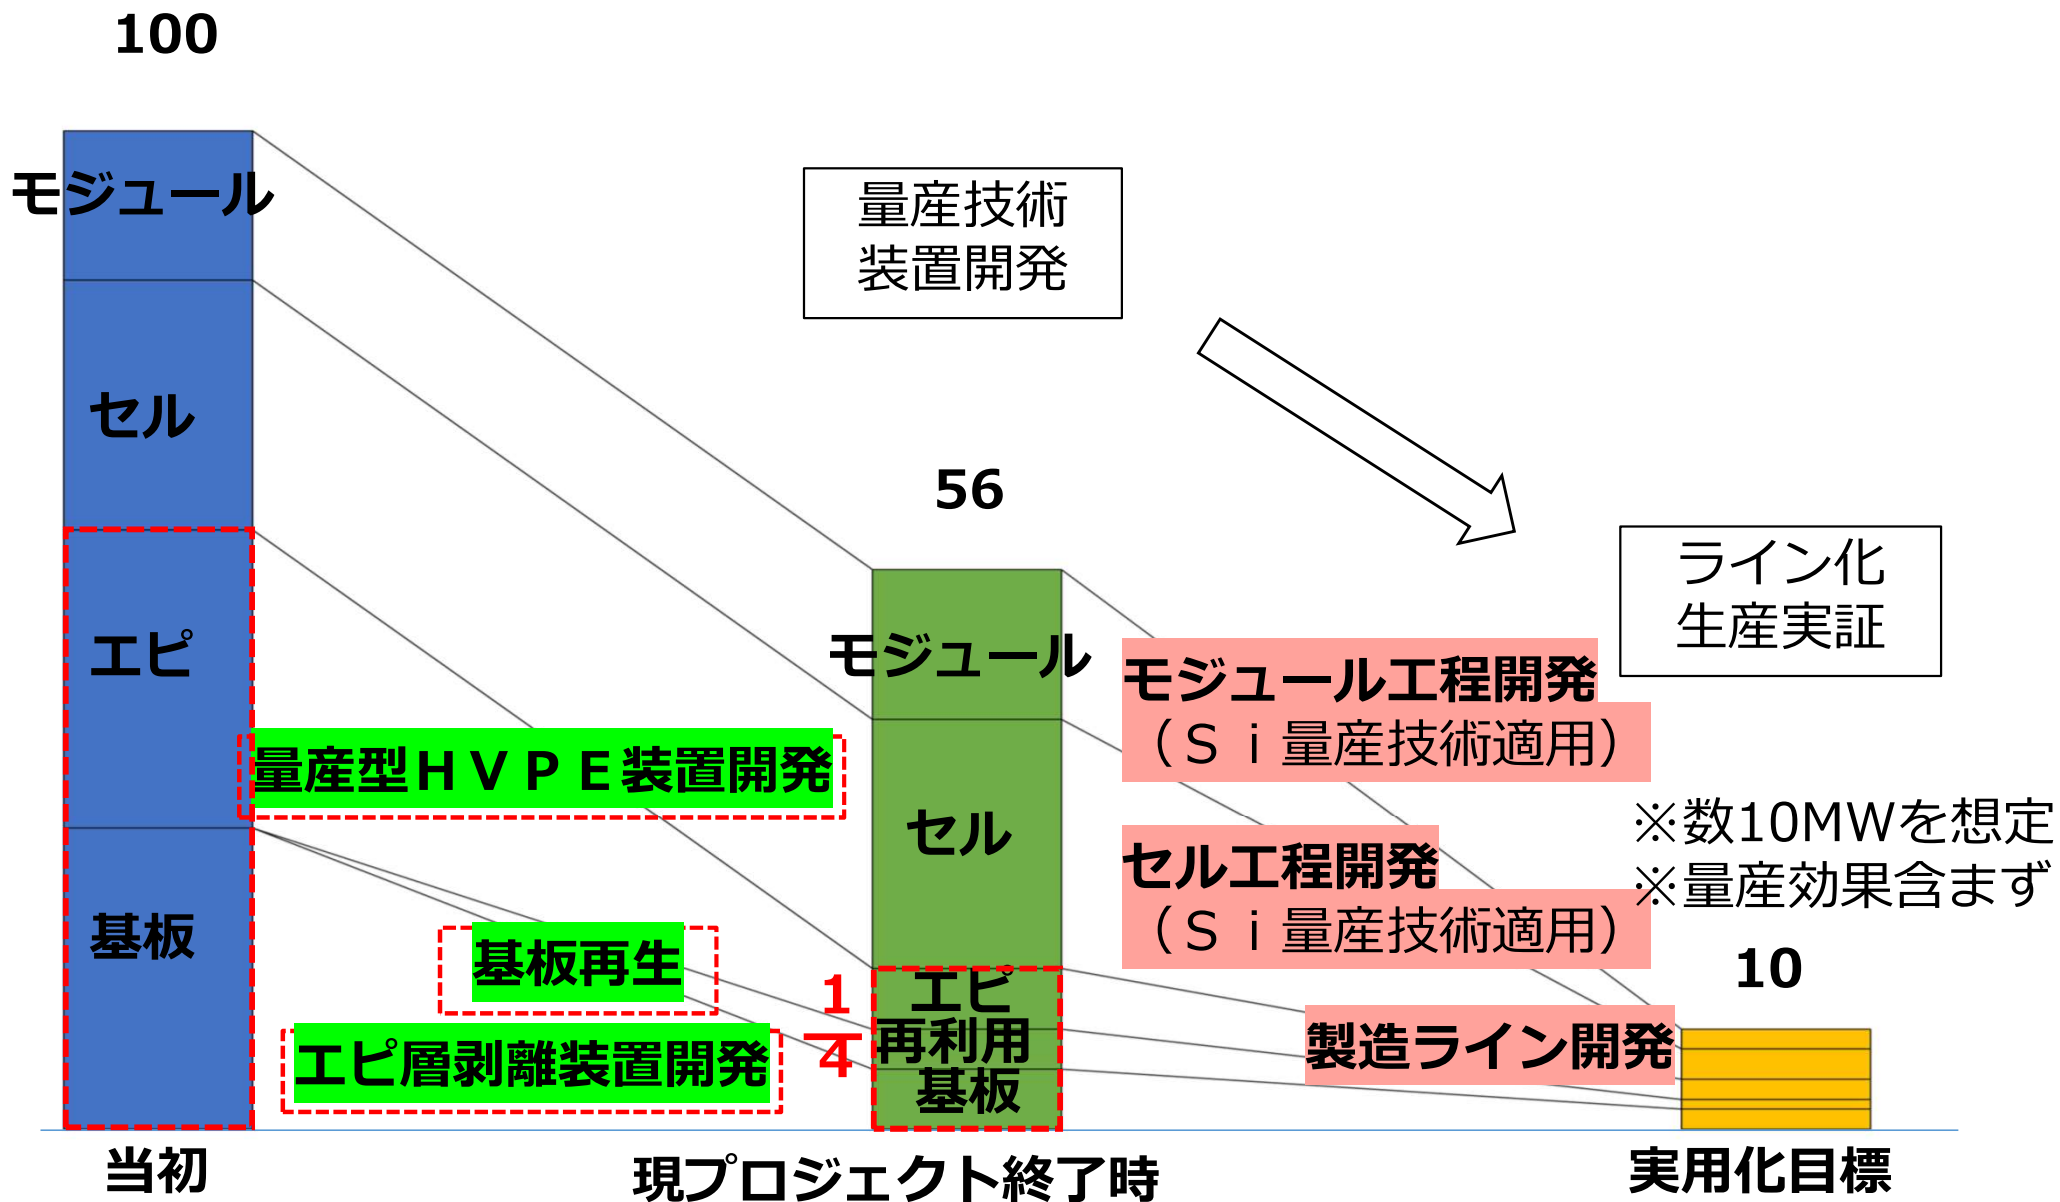 100
モジュール
セル
エピ
基板
当初
量産技術
装置開発
量産型ＨＶＰＥ装置開発
基板再生
エピ層剥離装置開発
1
4
56
モジュール
セル
エピ
再利用
基板
現プロジェクト終了時
モジュール工程開発
（Ｓｉ量産技術適用）
セル工程開発
（Ｓｉ量産技術適用）
製造ライン開発
ライン化
生産実証
※数10MWを想定
※量産効果含まず
10
実用化目標